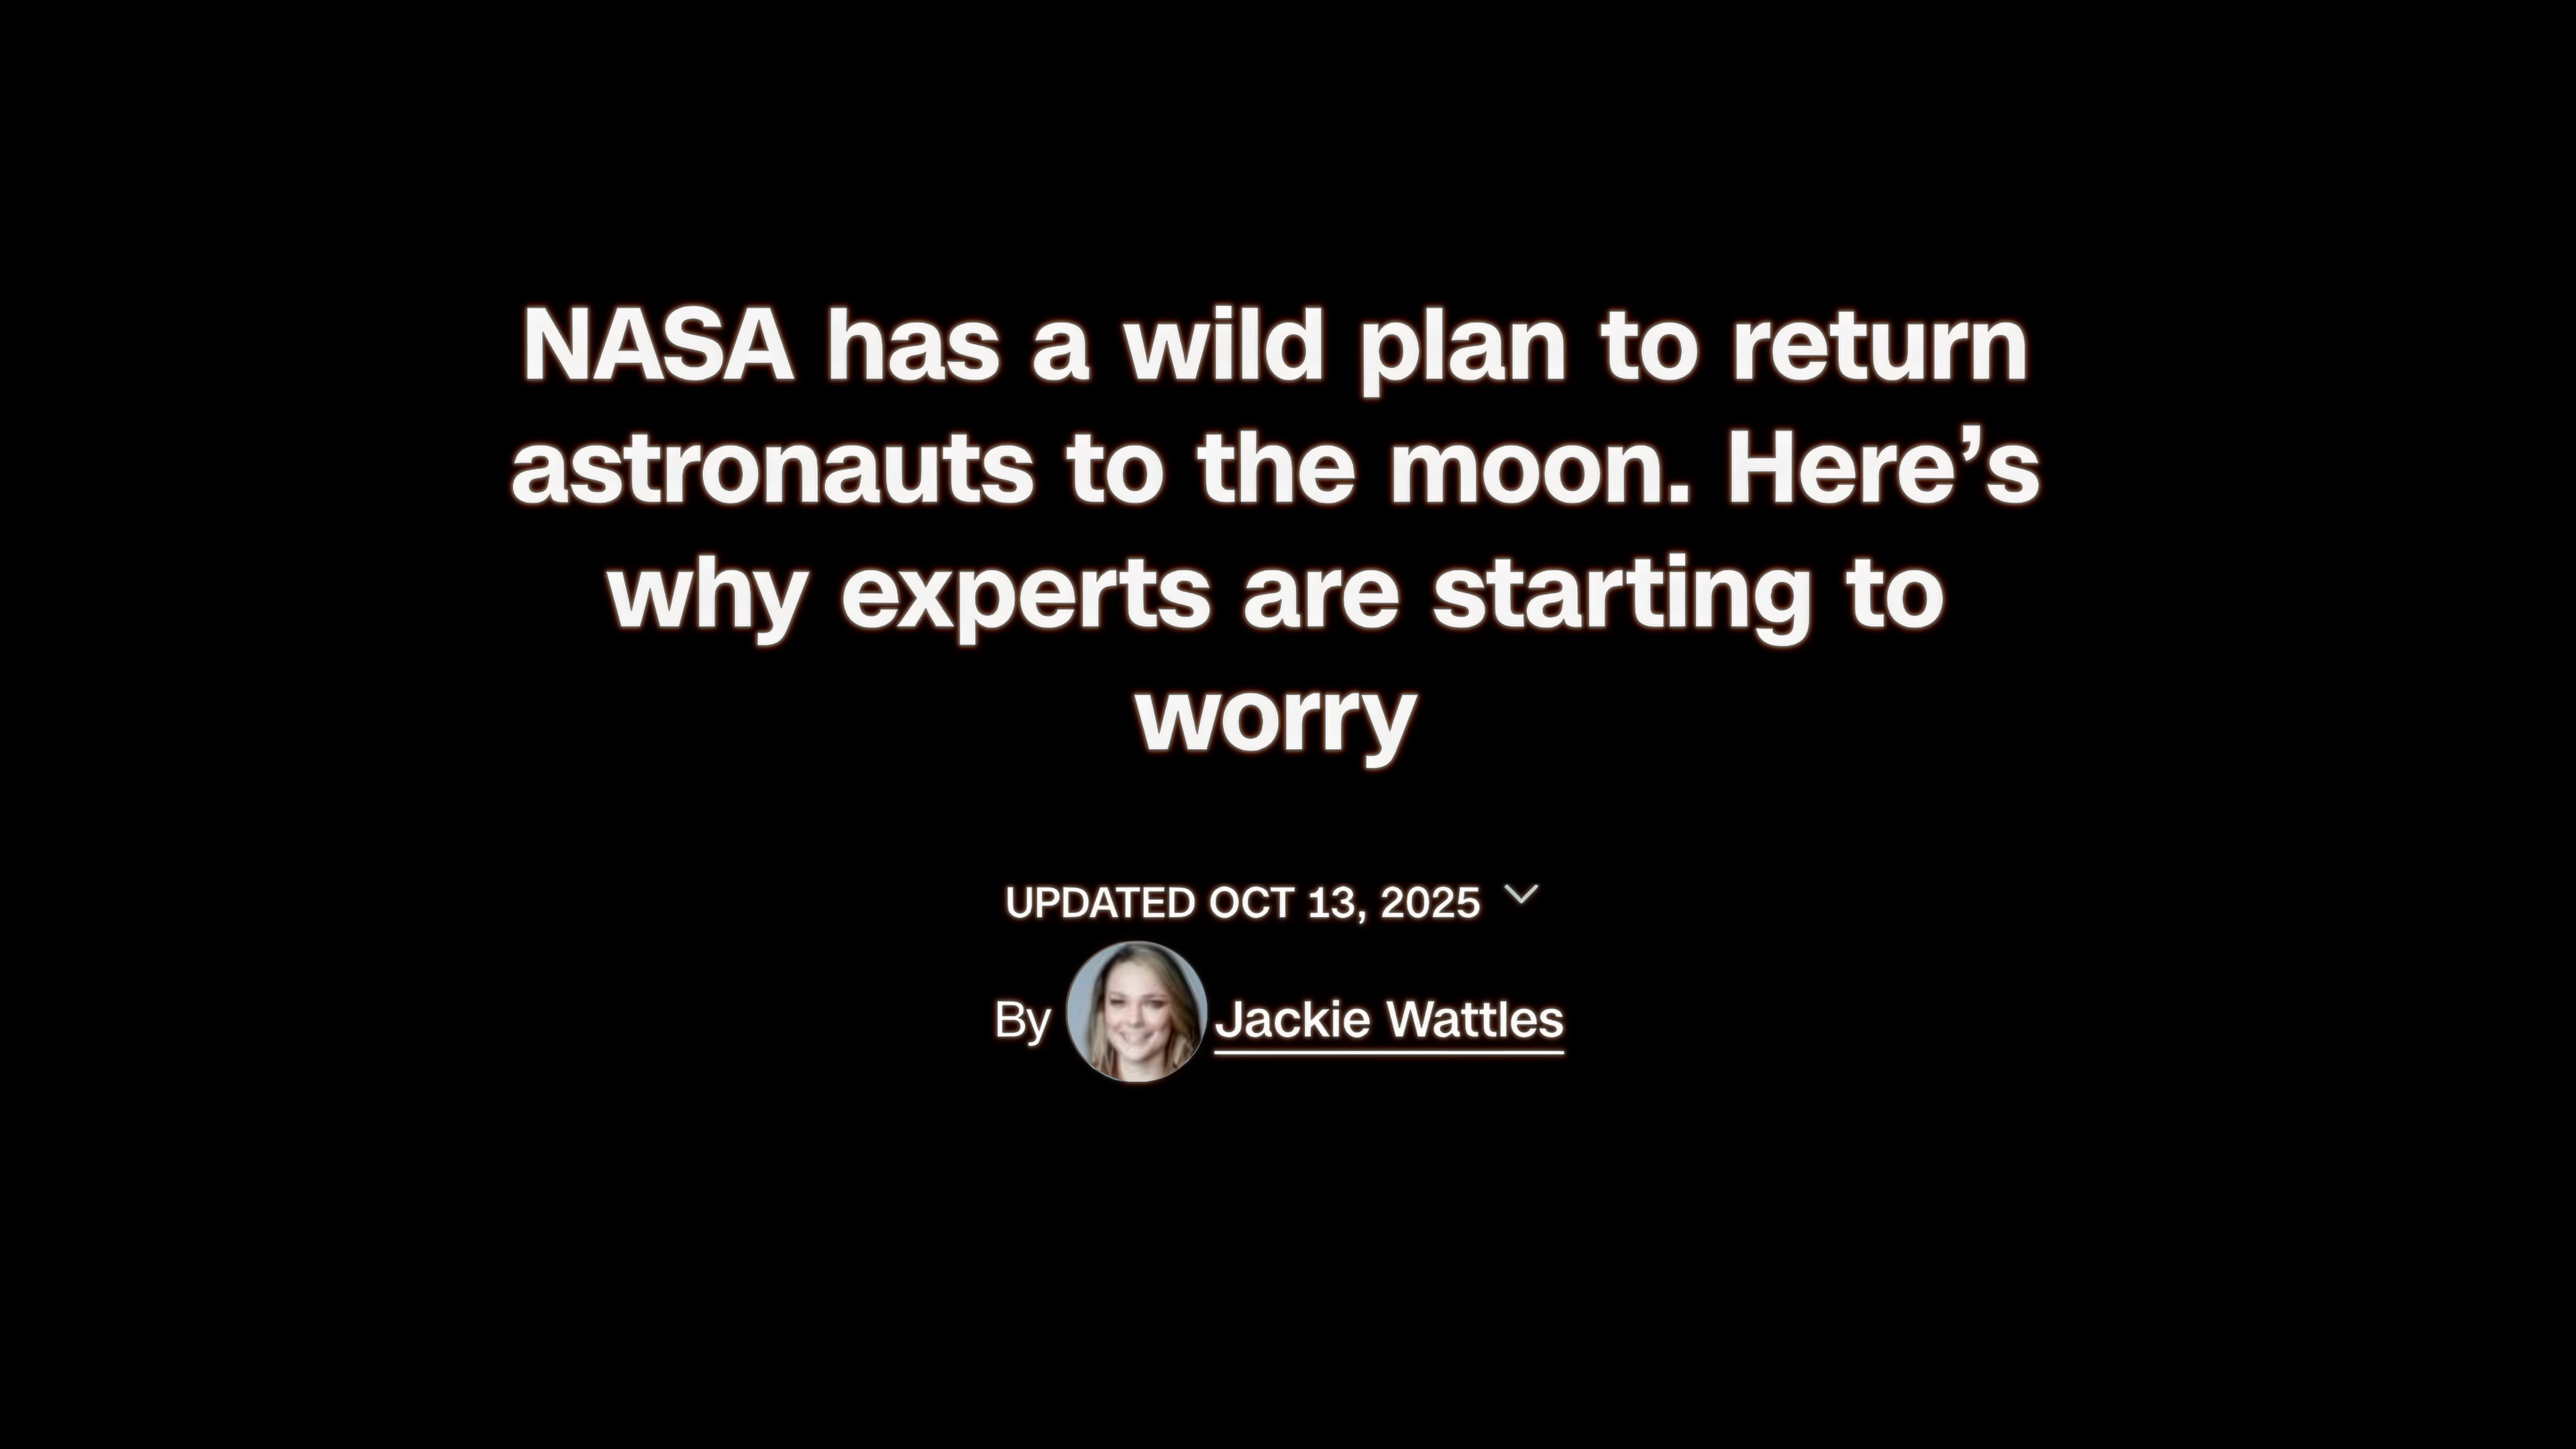 NASA has a wild plan to return
astronauts to the moon. Here’s
why experts are starting to
worry
UPDATED OCT 13, 2025
By Jackie Wattles